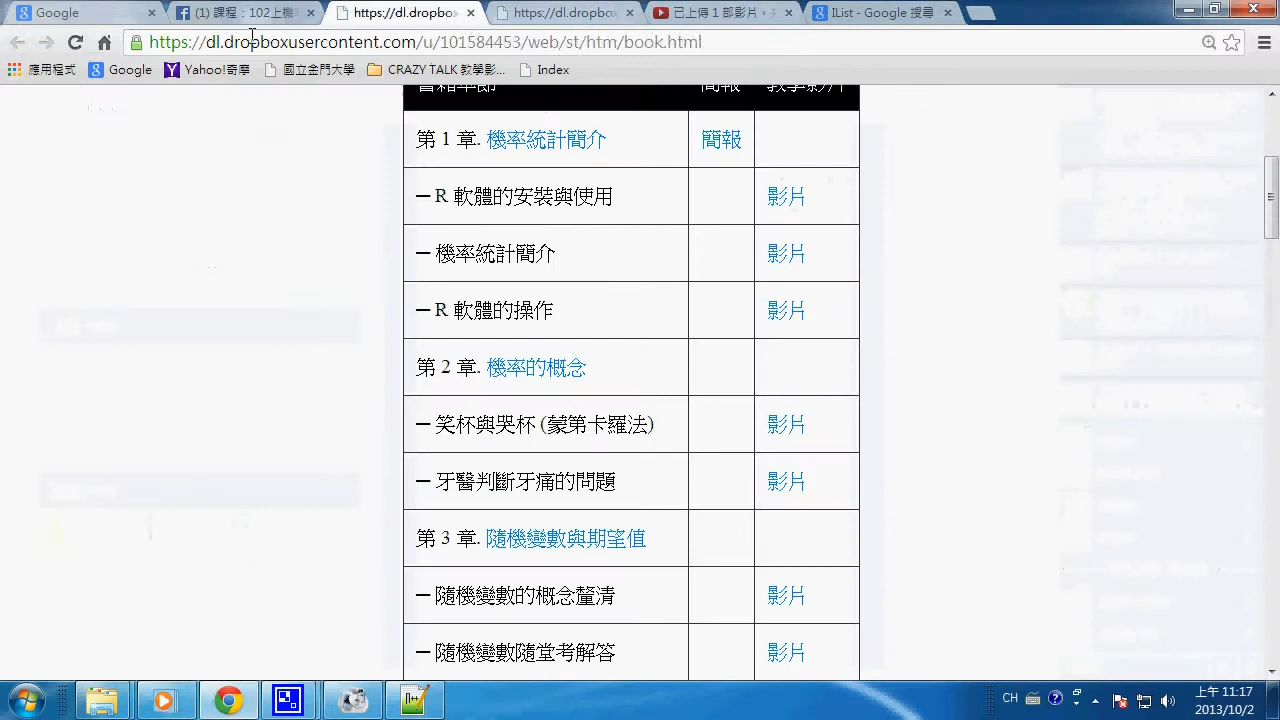 Google
(1) 課程：102上機
https://dl.dropbox
https://dl.dropbox
已上停 1 部影片 -
IList - Google 搜尋
https://dl.dropboxusercontent.com/u/101584453/web/st/htm/book.html
應用程式
Google
Yahoo!奇摩
國立金門大學
CRAZY TALK 教學影...
Index
書籍章節 簡報 教學影片
第 1 章. 機率統計簡介 簡報
─ R 軟體的安裝與使用 影片
─ 機率統計簡介 影片
─ R 軟體的操作 影片
第 2 章. 機率的概念
─ 笑杯與哭杯 (蒙第卡羅法) 影片
─ 牙醫判斷牙痛的問題 影片
第 3 章. 隨機變數與期望值
─ 隨機變數的概念釐清 影片
─ 隨機變數隨堂考解答 影片
CH
上午 11:17
2013/10/2